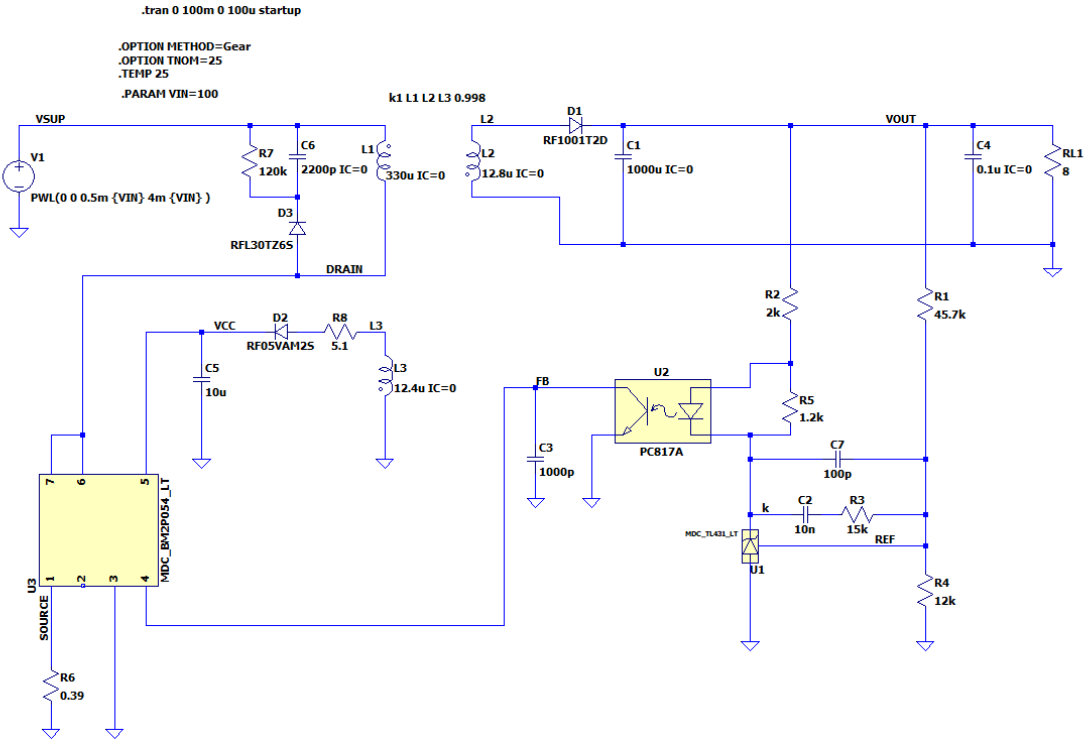 .tran 0 100m 0 100u startup
.OPTION METHOD=Gear
.OPTION TNOM=25
.TEMP 25
.PARAM VIN=100
k1 L1 L2 L3 0.998
VSUP
V1
PWL(0 0 0.5m {VIN} 4m {VIN} )
R7
120k
C6
2200p IC=0
L1
330u IC=0
D3
RFL30TZ6S
DRAIN
L2
L2
12.8u IC=0
D1
RF1001T2D
C1
1000u IC=0
VOUT
C4
0.1u IC=0
RL1
8
VCC
D2
RF05VAM2S
R8
5.1
L3
L3
12.4u IC=0
C5
10u
R2
2k
R1
45.7k
FB
U2
PC817A
R5
1.2k
C3
1000p
C7
100p
k
C2
10n
R3
15k
MDC_TL431_LT
U1
REF
R4
12k
7
6
5
1
2
3
4
MDC_BM2P054_LT
U3
SOURCE
R6
0.39